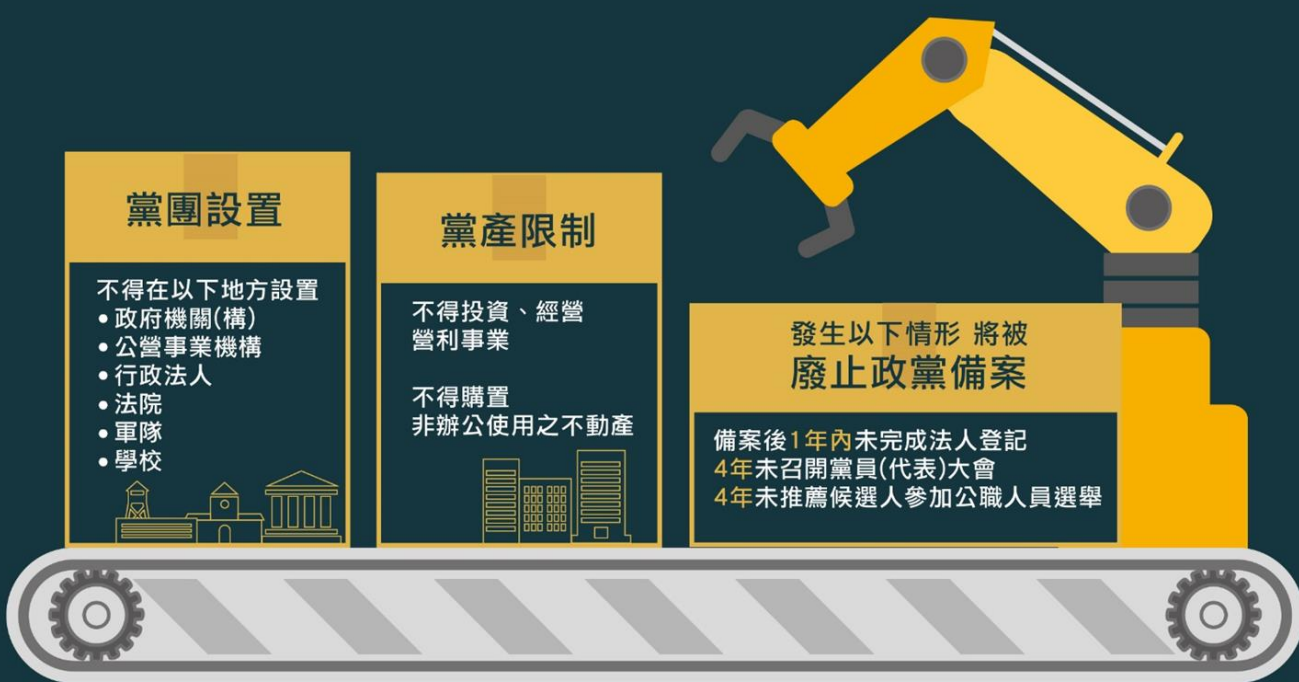 黨團設置
不得在以下地方設置
•政府機關(構)
•公營事業機構
•行政法人
•法院
•軍隊
•學校
黨產限制
不得投資、經營
營利事業
不得購置
非辦公使用之不動產
發生以下情形 將被
廢止政黨備案
備案後1年內未完成法人登記
4年未召開黨員(代表)大會
4年未推薦候選人參加公職人員選舉